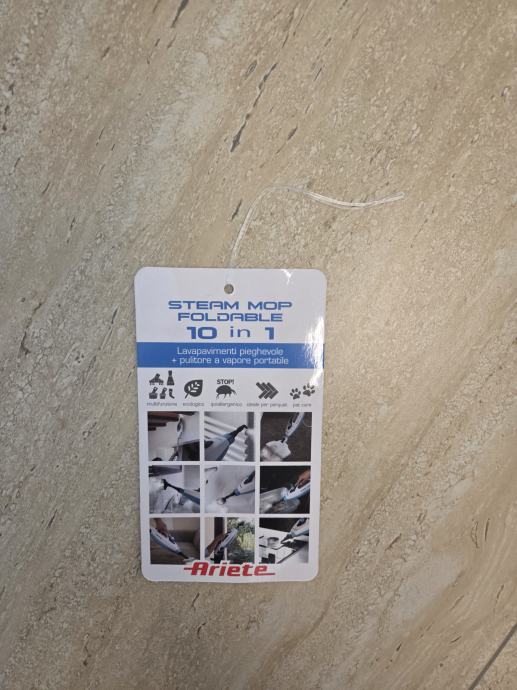 STEAM MOP
FOLDABLE
10 in 1
Lavapavimenti pieghevole
+ pulitore a vapore portatile
STOP!
multifunzione ecologico ipoallergenico ideale per parquet pet care
Ariete